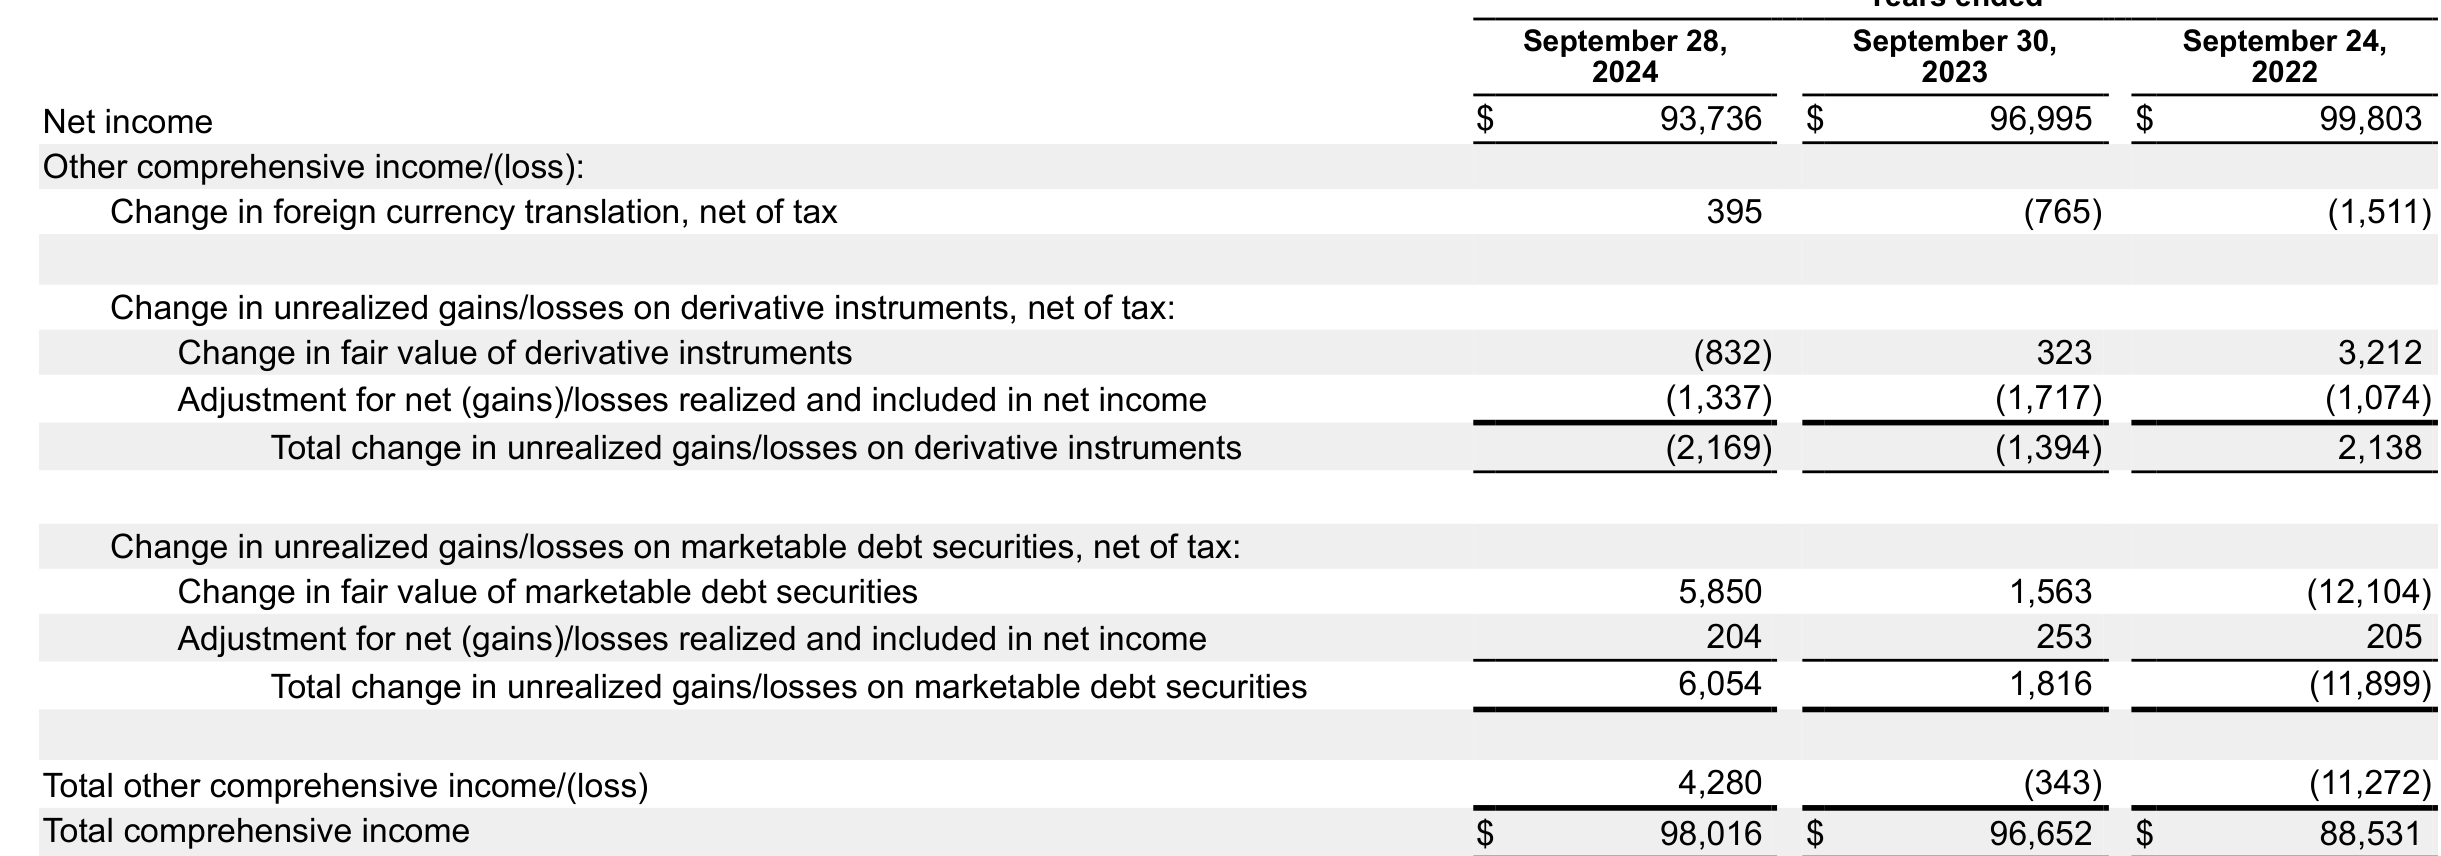 Years ended
September 28, 2024 September 30, 2023 September 24, 2022
Net income $ 93,736 $ 96,995 $ 99,803
Other comprehensive income/(loss):
Change in foreign currency translation, net of tax 395 (765) (1,511)
Change in unrealized gains/losses on derivative instruments, net of tax:
Change in fair value of derivative instruments (832) 323 3,212
Adjustment for net (gains)/losses realized and included in net income (1,337) (1,717) (1,074)
Total change in unrealized gains/losses on derivative instruments (2,169) (1,394) 2,138
Change in unrealized gains/losses on marketable debt securities, net of tax:
Change in fair value of marketable debt securities 5,850 1,563 (12,104)
Adjustment for net (gains)/losses realized and included in net income 204 253 205
Total change in unrealized gains/losses on marketable debt securities 6,054 1,816 (11,899)
Total other comprehensive income/(loss) 4,280 (343) (11,272)
Total comprehensive income $ 98,016 $ 96,652 $ 88,531